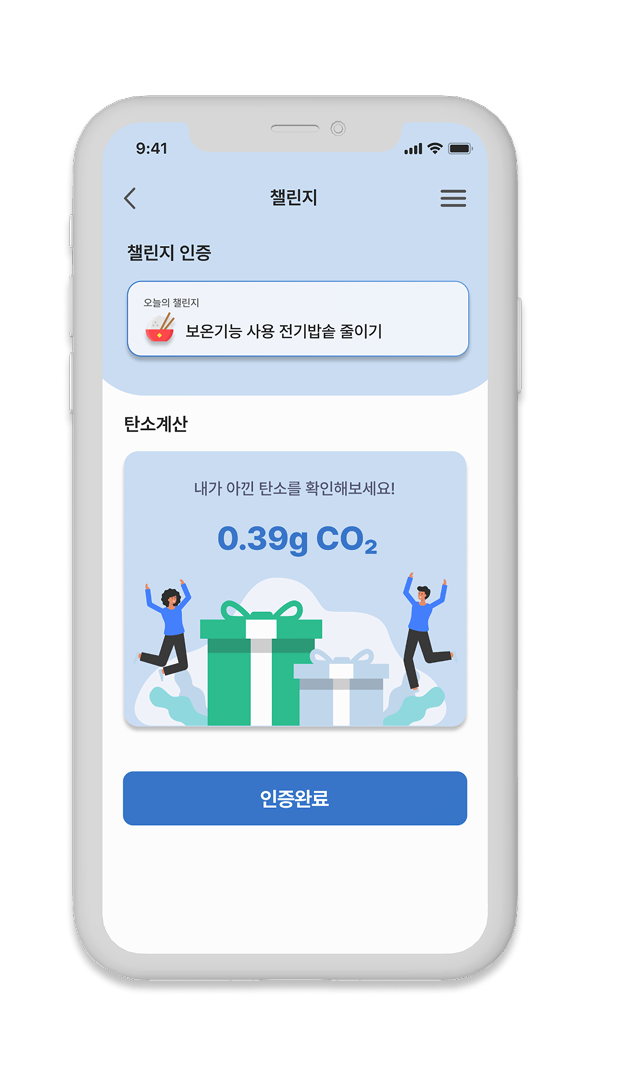 9:41
챌린지
챌린지 인증
오늘의 챌린지
보온기능 사용 전기밥솥 줄이기
탄소계산
내가 아낀 탄소를 확인해보세요!
0.39g CO₂
인증완료